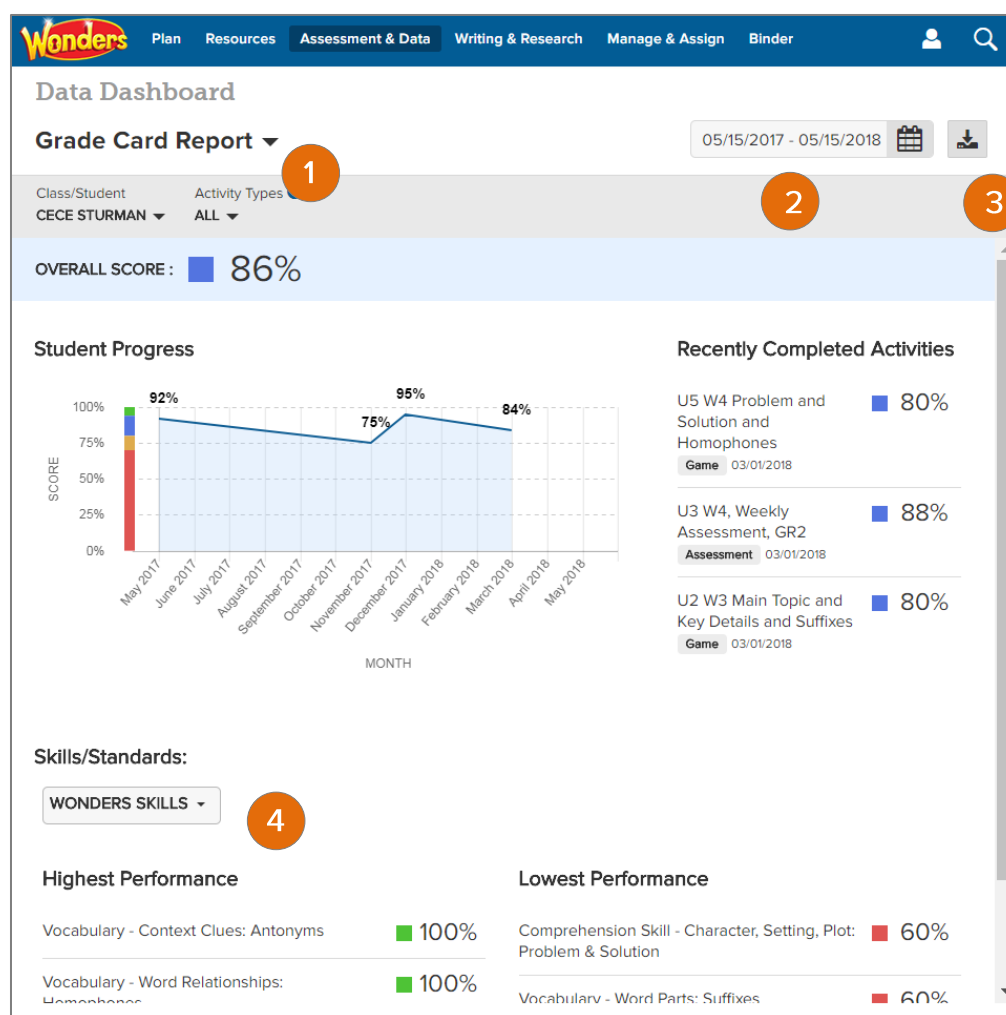 Wonders Plan Resources Assessment & Data Writing & Research Manage & Assign Binder
Data Dashboard
Grade Card Report
05/15/2017 - 05/15/2018
1
2
3
Class/Student
Activity Types
CECE STURMAN
ALL
OVERALL SCORE : 86%
Student Progress
92%
75%
95%
84%
100%
75%
50%
25%
0%
SCORE
May 2017
June 2017
July 2017
August 2017
September 2017
October 2017
November 2017
December 2017
January 2018
February 2018
March 2018
April 2018
May 2018
MONTH
Recently Completed Activities
U5 W4 Problem and
Solution and
Homophones
80%
Game 03/01/2018
U3 W4, Weekly
Assessment, GR2
88%
Assessment 03/01/2018
U2 W3 Main Topic and
Key Details and Suffixes
80%
Game 03/01/2018
Skills/Standards:
WONDERS SKILLS
4
Highest Performance
Vocabulary - Context Clues: Antonyms 100%
Vocabulary - Word Relationships:
Homophones
100%
Lowest Performance
Comprehension Skill - Character, Setting, Plot:
Problem & Solution
60%
Vocabulary - Word Parts: Suffixes 60%